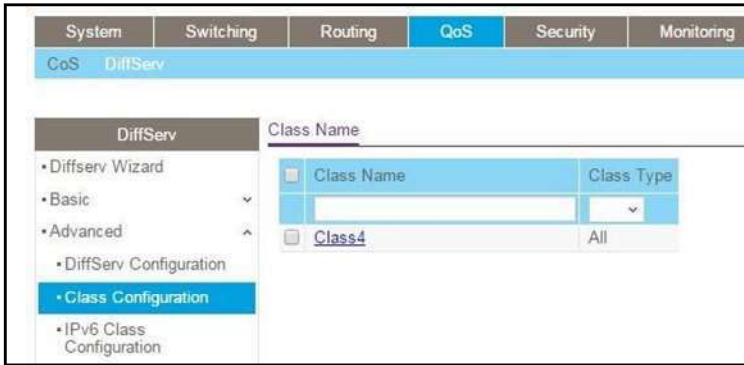 System Switching Routing QoS Security Monitoring
CoS DiffServ
DiffServ
Class Name
• Diffserv Wizard
Class Name Class Type
• Basic
• Advanced
Class4 All
• DiffServ Configuration
• Class Configuration
• IPv6 Class
Configuration